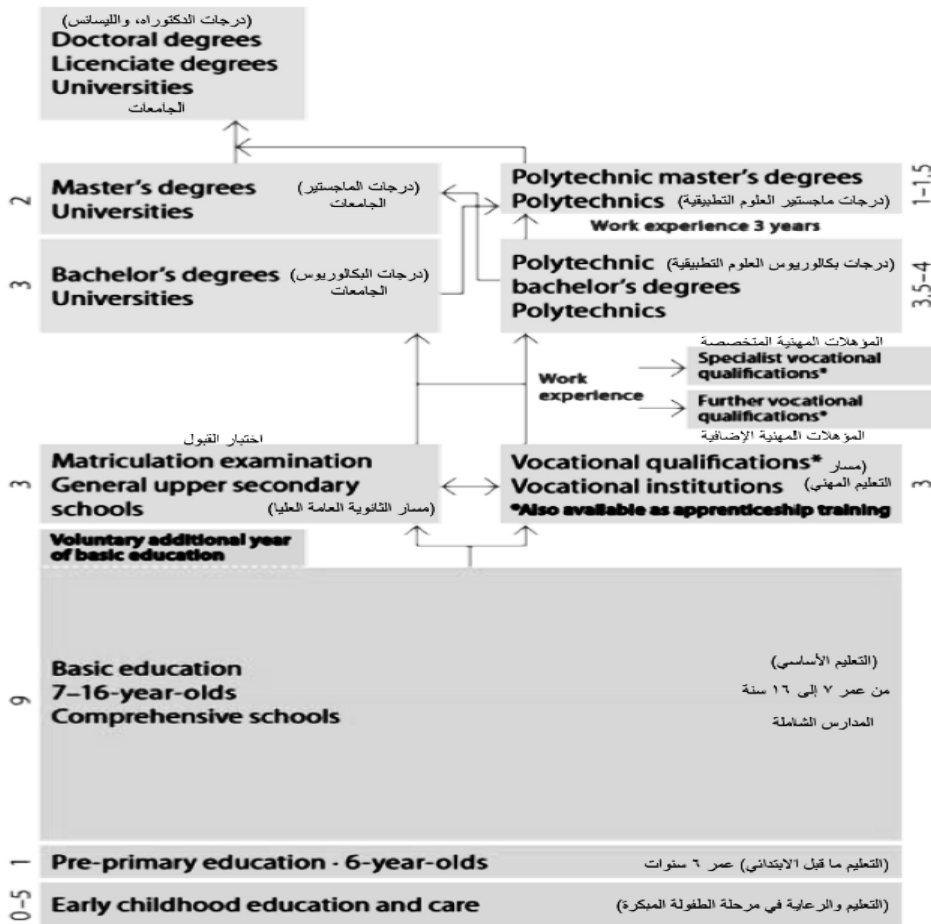 (درجات الدكتوراه، والليسانس)
Doctoral degrees
Licenciate degrees
Universities
الجامعات
2
Master's degrees (درجات الماجستير)
Universities الجامعات
Polytechnic master's degrees
Polytechnics (درجات ماجستير العلوم التطبيقية)
1–1.5
Work experience 3 years
3
Bachelor's degrees (درجات البكالوريوس)
Universities الجامعات
Polytechnic (درجات بكالوريوس العلوم التطبيقية)
bachelor's degrees
Polytechnics
3.5–4
المؤهلات المهنية المتخصصة
Specialist vocational
qualifications*
Work
experience
Further vocational
qualifications*
المؤهلات المهنية الإضافية
اختبار القبول
3
Matriculation examination
General upper secondary
schools (مسار الثانوية العامة العليا)
Vocational qualifications* (مسار
Vocational institutions التعليم المهني)
*Also available as apprenticeship training
3
Voluntary additional year
of basic education
9
Basic education (التعليم الأساسي)
7–16-year-olds من عمر ٧ إلى ١٦ سنة
Comprehensive schools المدارس الشاملة
1
Pre-primary education · 6-year-olds (التعليم ما قبل الابتدائي) عمر ٦ سنوات
0–5
Early childhood education and care (التعليم والرعاية في مرحلة الطفولة المبكرة)